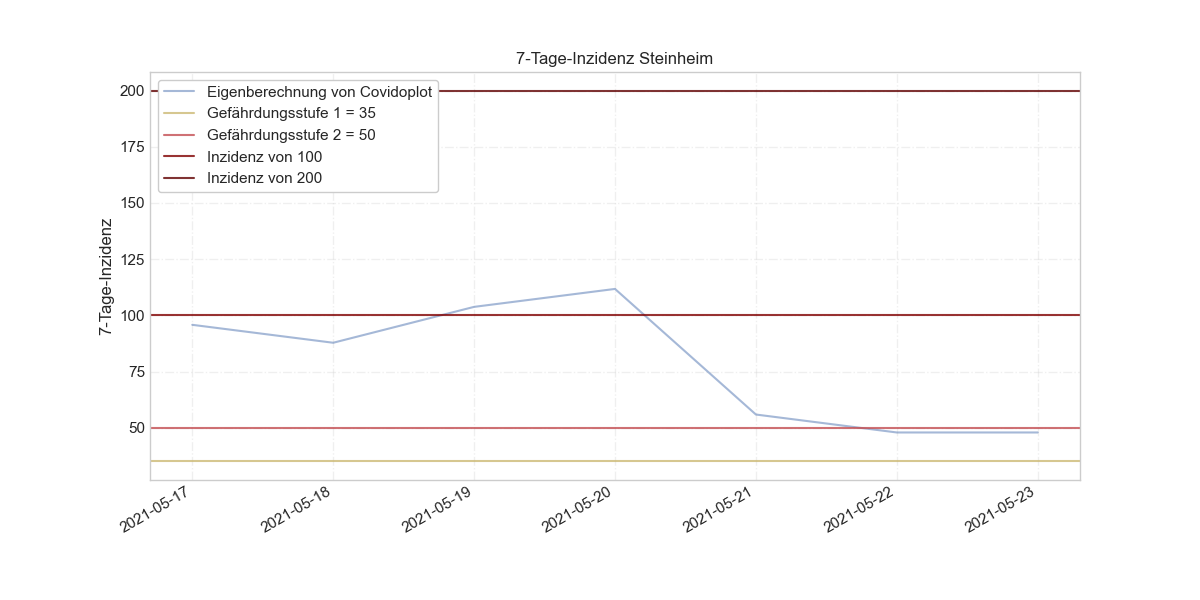 7-Tage-Inzidenz Steinheim
Eigenberechnung von Covidoplot
Gefährdungsstufe 1 = 35
Gefährdungsstufe 2 = 50
Inzidenz von 100
Inzidenz von 200
7-Tage-Inzidenz
200
175
150
125
100
75
50
2021-05-17
2021-05-18
2021-05-19
2021-05-20
2021-05-21
2021-05-22
2021-05-23